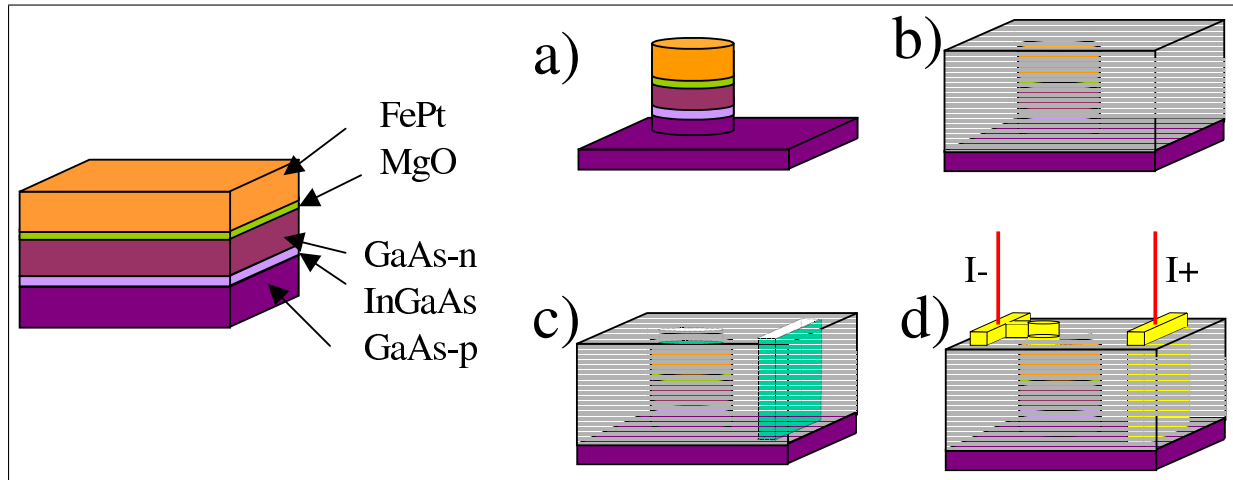 FePt
MgO
GaAs-n
InGaAs
GaAs-p
a)
b)
c)
d)
I-
I+